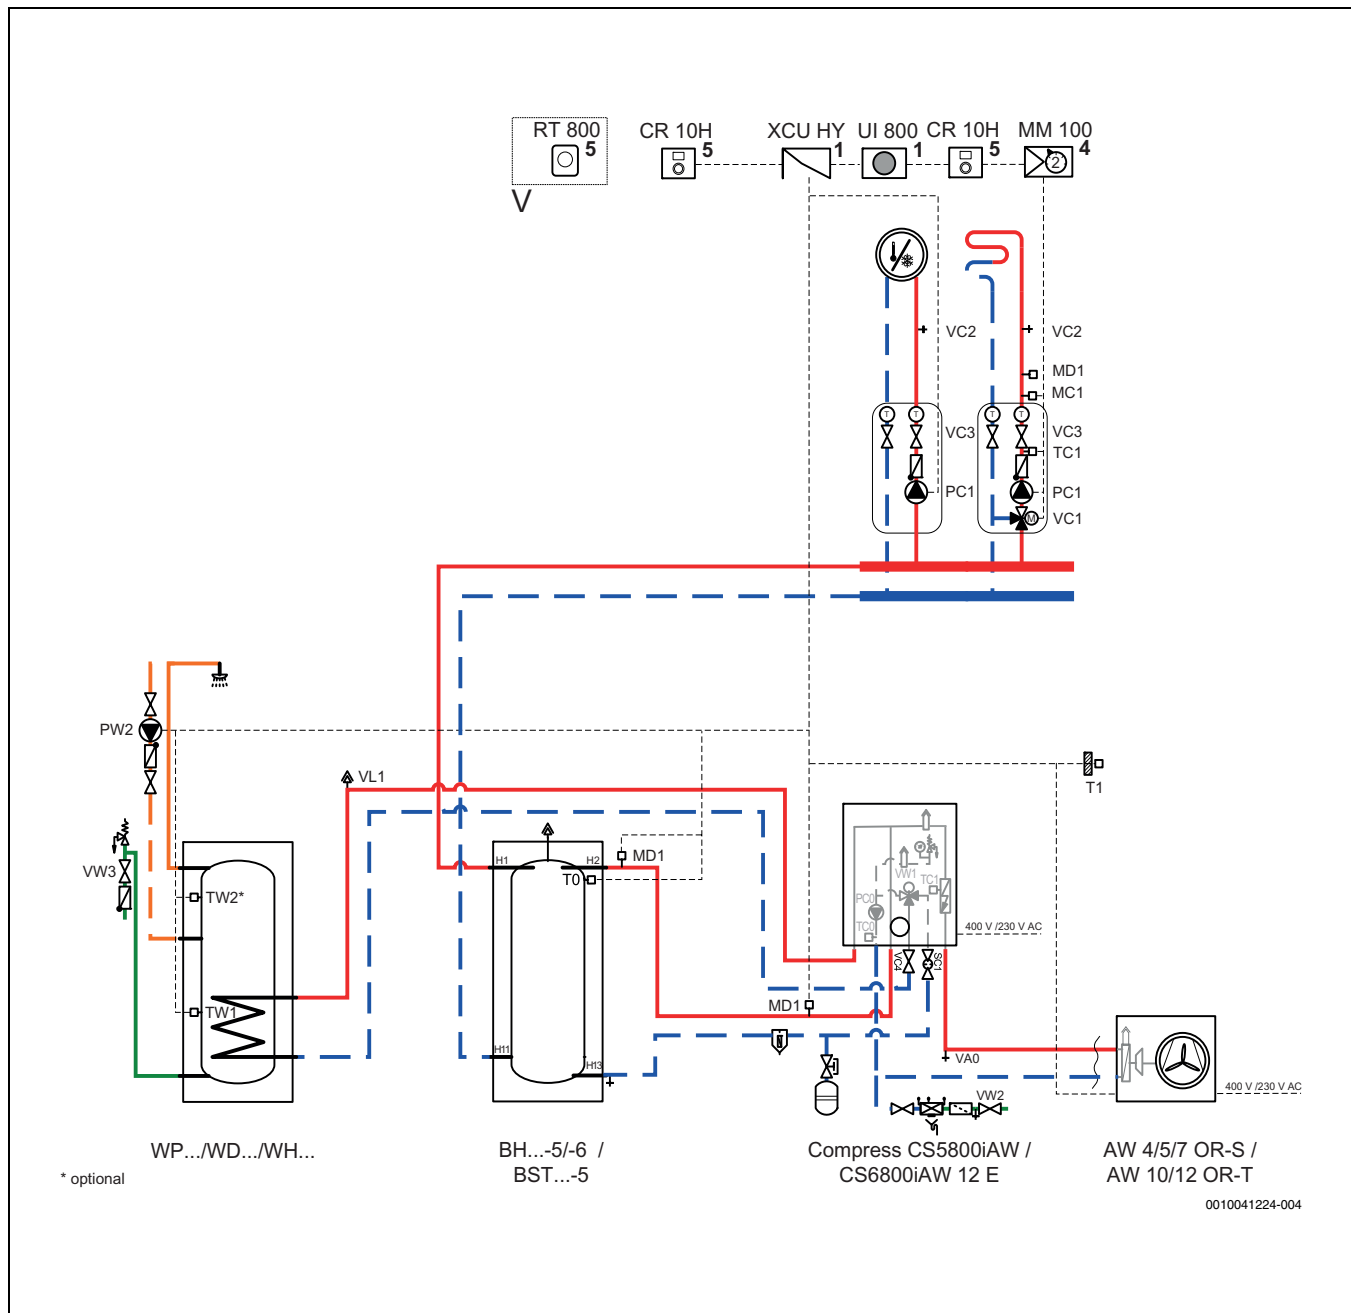 RT 800
5
V
CR 10H
5
XCU HY
1
UI 800
1
CR 10H
5
MM 100
4
2
VC2
VC2
MD1
MC1
T
T
T
T
VC3
VC3
TC1
PC1
PC1
M
VC1
PW2
VL1
T1
VW3
TW2*
TW1
H1
H2
MD1
T0
H11
H13
VW1
TC1
PC0
TC0
400 V /230 V AC
VC4
SC1
MD1
VA0
VW2
400 V /230 V AC
WP.../WD.../WH...
BH...-5/-6 /
BST...-5
Compress CS5800iAW /
CS6800iAW 12 E
AW 4/5/7 OR-S /
AW 10/12 OR-T
* optional
0010041224-004